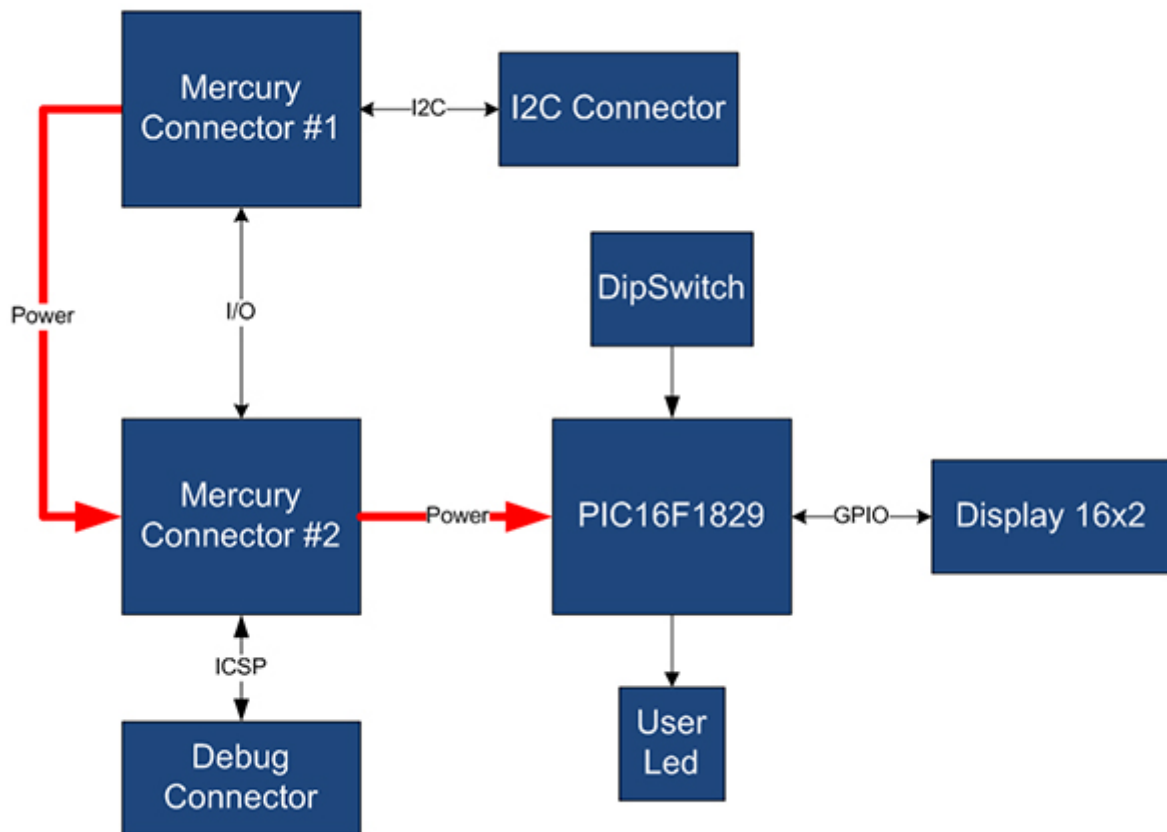 Mercury
Connector #1
I2C
I2C Connector
DipSwitch
Power
I/O
Mercury
Connector #2
Power
PIC16F1829
GPIO
Display 16x2
ICSP
User
Led
Debug
Connector